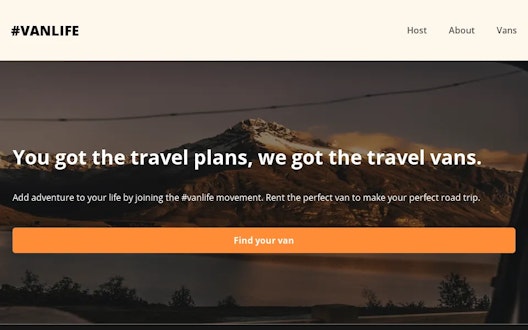 #VANLIFE
Host About Vans
You got the travel plans, we got the travel vans.
Add adventure to your life by joining the #vanlife movement. Rent the perfect van to make your perfect road trip.
Find your van